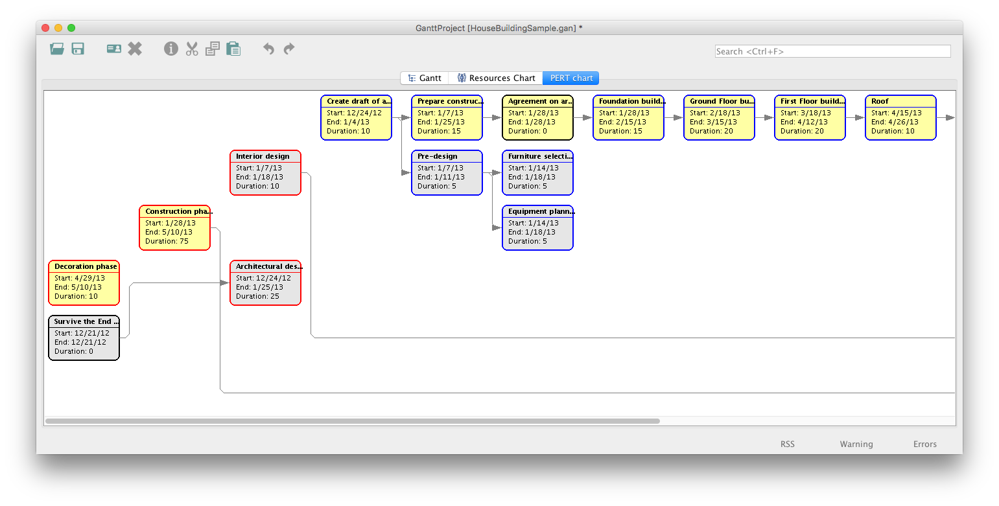 GanttProject [HouseBuildingSample.gan] *
Search <Ctrl+F>
Gantt
Resources Chart
PERT chart
Create draft of a...
Start: 12/24/12
End: 1/4/13
Duration: 10
Prepare construc...
Start: 1/7/13
End: 1/25/13
Duration: 15
Agreement on ar...
Start: 1/28/13
End: 1/28/13
Duration: 0
Foundation build...
Start: 1/28/13
End: 2/15/13
Duration: 15
Ground Floor bu...
Start: 2/18/13
End: 3/15/13
Duration: 20
First Floor build...
Start: 3/18/13
End: 4/12/13
Duration: 20
Roof
Start: 4/15/13
End: 4/26/13
Duration: 10
Interior design
Start: 1/7/13
End: 1/18/13
Duration: 10
Pre-design
Start: 1/7/13
End: 1/11/13
Duration: 5
Furniture selecti...
Start: 1/14/13
End: 1/18/13
Duration: 5
Construction pha...
Start: 1/28/13
End: 5/10/13
Duration: 75
Equipment plann...
Start: 1/14/13
End: 1/18/13
Duration: 5
Decoration phase
Start: 4/29/13
End: 5/10/13
Duration: 10
Architectural des...
Start: 12/24/12
End: 1/25/13
Duration: 25
Survive the End ...
Start: 12/21/12
End: 12/21/12
Duration: 0
RSS
Warning
Errors